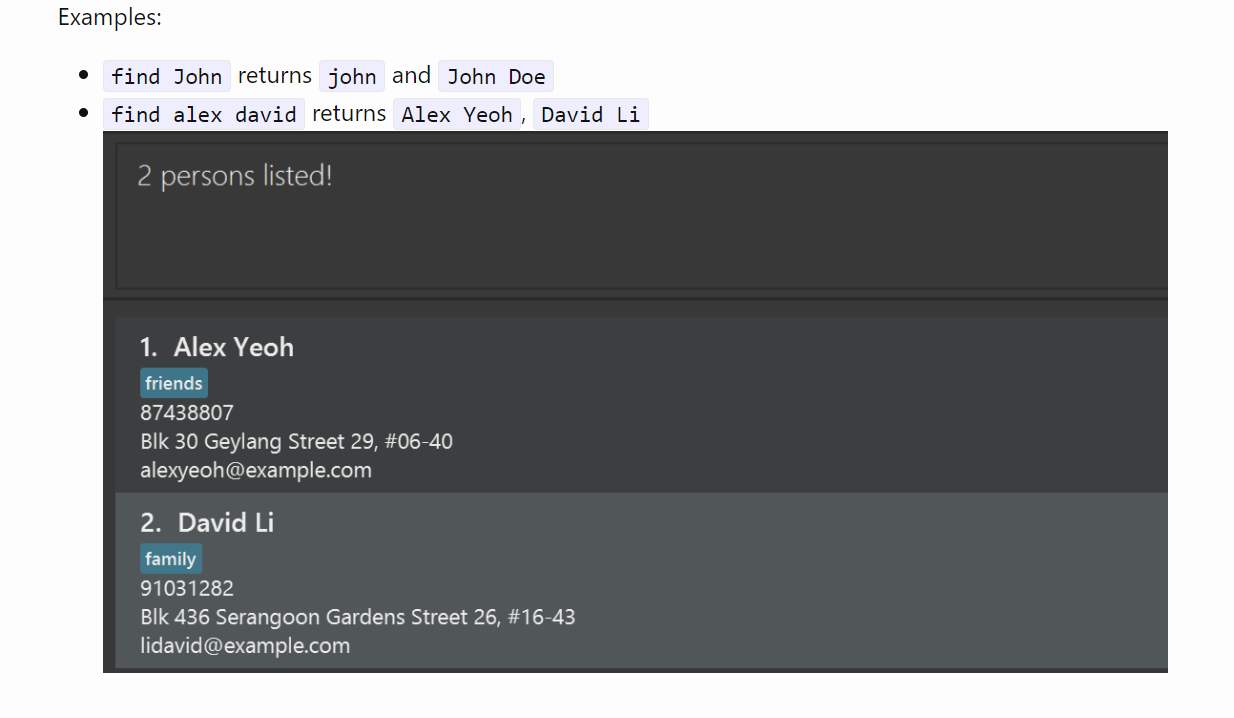 Examples:
find John returns john and John Doe
find alex david returns Alex Yeoh, David Li
2 persons listed!
1. Alex Yeoh
friends
87438807
Blk 30 Geylang Street 29, #06-40
alexyeoh@example.com
2. David Li
family
91031282
Blk 436 Serangoon Gardens Street 26, #16-43
lidavid@example.com